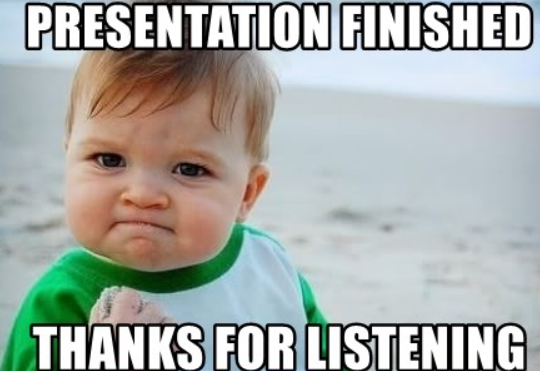 PRESENTATION FINISHED
THANKS FOR LISTENING